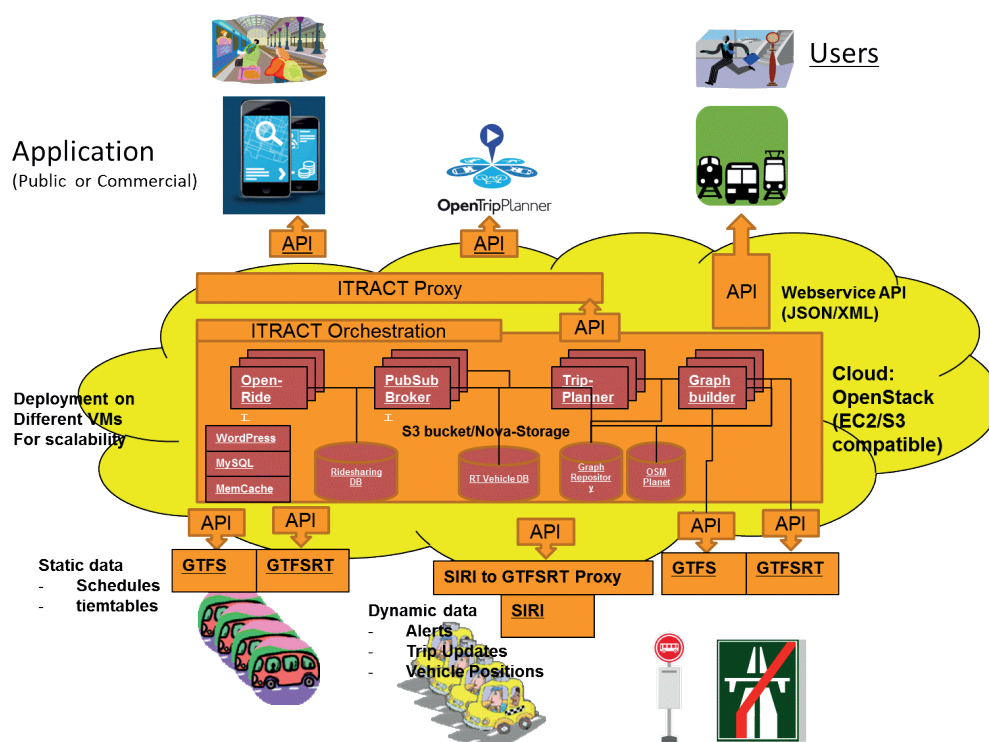 Users
Application
(Public or Commercial)
OpenTripPlanner
API
API
API
Webservice API
(JSON/XML)
ITRACT Proxy
API
ITRACT Orchestration
Open-
Ride
PubSub
Broker
Trip-
Planner
Graph
builder
Cloud:
OpenStack
(EC2/S3
compatible)
Deployment on
Different VMs
For scalability
S3 bucket/Nova-Storage
WordPress
MySQL
MemCache
Ridesharing
DB
RT Vehicle DB
Graph
Repositor
y
OSM
Planet
API
API
API
API
API
GTFS
GTFSRT
SIRI to GTFSRT Proxy
SIRI
GTFS
GTFSRT
Static data
- Schedules
- tiemtables
Dynamic data
- Alerts
- Trip Updates
- Vehicle Positions